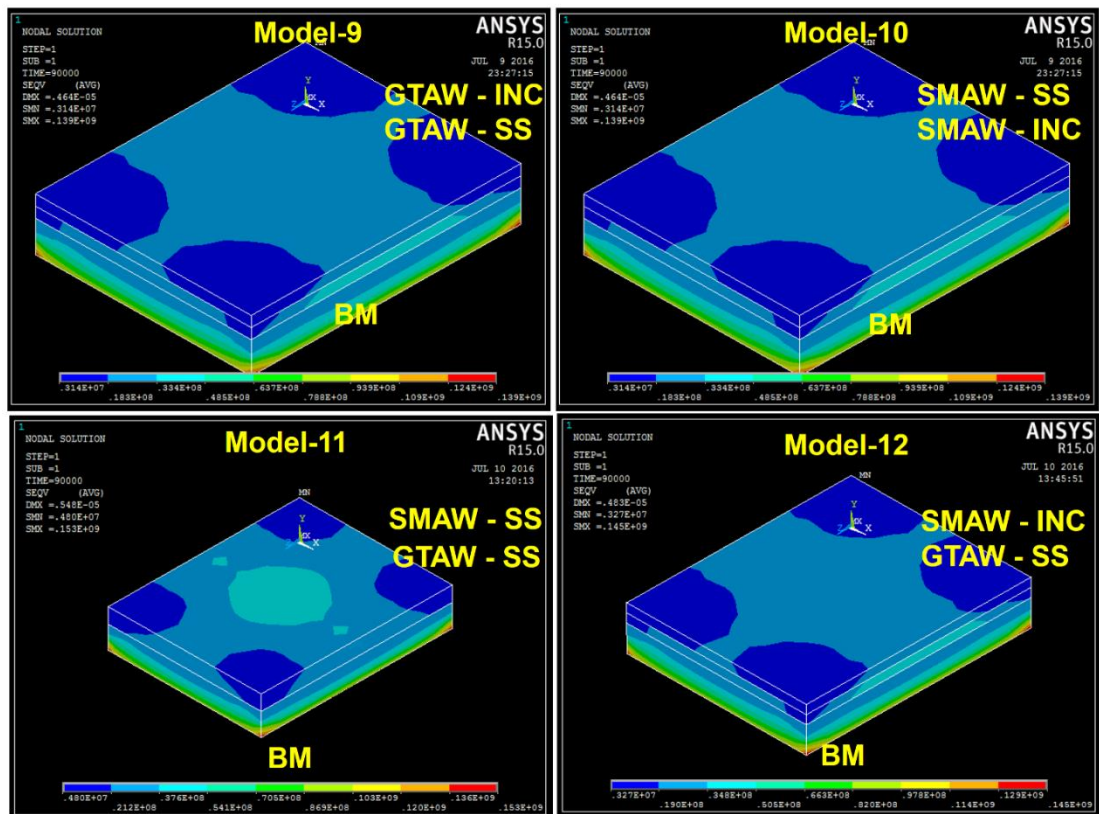 1
NODAL SOLUTION
STEP=1
SUB =1
TIME=90000
SEQV (AVG)
DMX =.464E-05
SMN =.314E+07
SMX =.139E+09
Model-9
MN
ANSYS
R15.0
JUL 9 2016
23:27:15
Y
Z MX X
GTAW - INC
GTAW - SS
BM
.314E+07 .334E+08 .637E+08 .939E+08 .124E+09
.183E+08 .485E+08 .788E+08 .109E+09 .139E+09
1
NODAL SOLUTION
STEP=1
SUB =1
TIME=90000
SEQV (AVG)
DMX =.464E-05
SMN =.314E+07
SMX =.139E+09
Model-10
MN
ANSYS
R15.0
JUL 9 2016
23:27:15
Y
Z MX X
SMAW - SS
SMAW - INC
BM
.314E+07 .334E+08 .637E+08 .939E+08 .124E+09
.183E+08 .485E+08 .788E+08 .109E+09 .139E+09
1
NODAL SOLUTION
STEP=1
SUB =1
TIME=90000
SEQV (AVG)
DMX =.548E-05
SMN =.480E+07
SMX =.153E+09
Model-11
MN
ANSYS
R15.0
JUL 10 2016
13:20:13
Y
Z MX X
SMAW - SS
GTAW - SS
BM
.480E+07 .376E+08 .705E+08 .103E+09 .136E+09
.212E+08 .541E+08 .869E+08 .120E+09 .153E+09
1
NODAL SOLUTION
STEP=1
SUB =1
TIME=90000
SEQV (AVG)
DMX =.483E-05
SMN =.327E+07
SMX =.145E+09
Model-12
MN
ANSYS
R15.0
JUL 10 2016
13:45:51
Y
Z MX X
SMAW - INC
GTAW - SS
BM
.327E+07 .348E+08 .663E+08 .978E+08 .129E+09
.190E+08 .505E+08 .820E+08 .114E+09 .145E+09